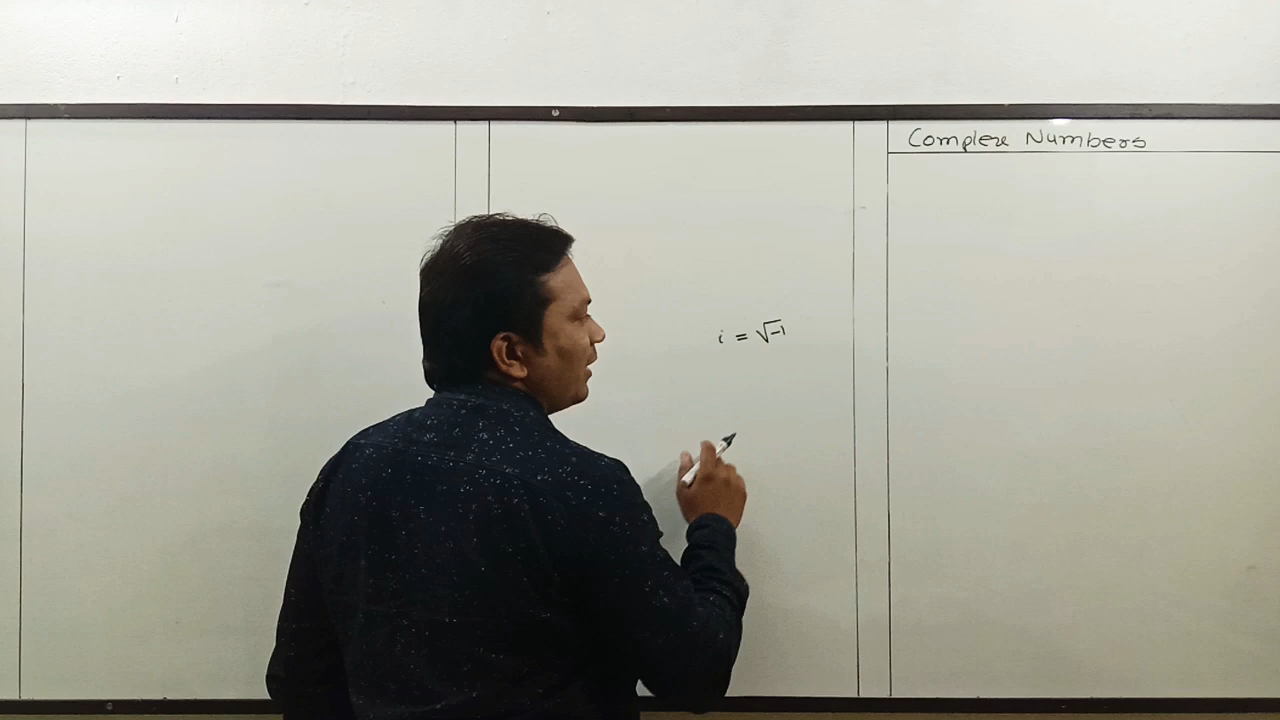 Complex Numbers
i = √-1